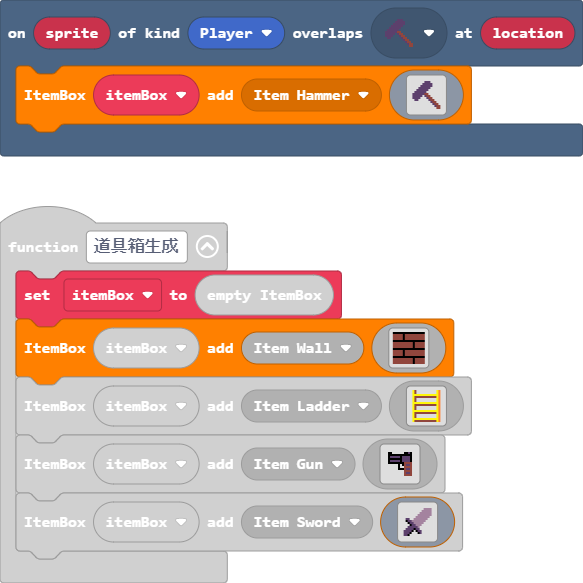 on sprite of kind Player overlaps at location
ItemBox itemBox add Item Hammer
function 道具箱生成
set itemBox to empty ItemBox
ItemBox itemBox add Item Wall
ItemBox itemBox add Item Ladder
ItemBox itemBox add Item Gun
ItemBox itemBox add Item Sword